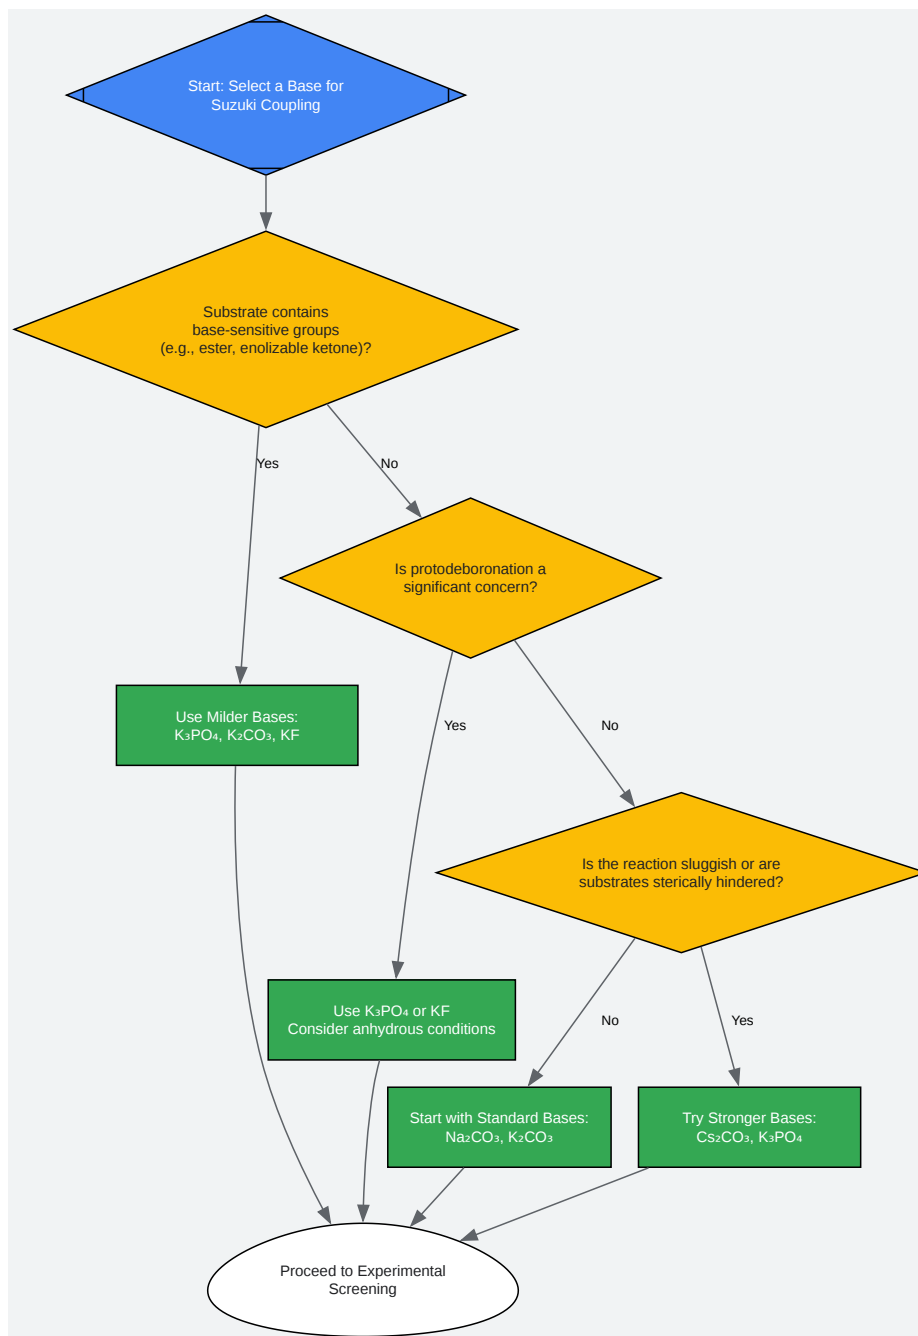 Start: Select a Base for
Suzuki Coupling
Substrate contains
base-sensitive groups
(e.g., ester, enolizable ketone)?
Yes
No
Is protodeboronation a
significant concern?
Use Milder Bases:
K₃PO₄, K₂CO₃, KF
Yes
No
Is the reaction sluggish or are
substrates sterically hindered?
Use K₃PO₄ or KF
Consider anhydrous conditions
No
Yes
Start with Standard Bases:
Na₂CO₃, K₂CO₃
Try Stronger Bases:
Cs₂CO₃, K₃PO₄
Proceed to Experimental
Screening